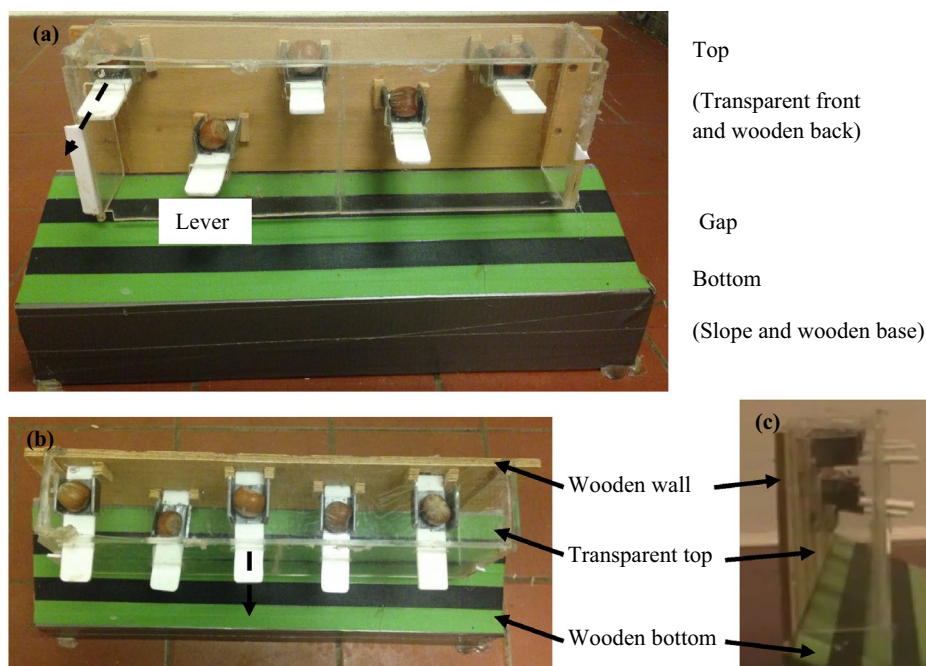 (a)
Top
(Transparent front
and wooden back)
Lever
Gap
Bottom
(Slope and wooden base)
(b)
(c)
Wooden wall
Transparent top
Wooden bottom